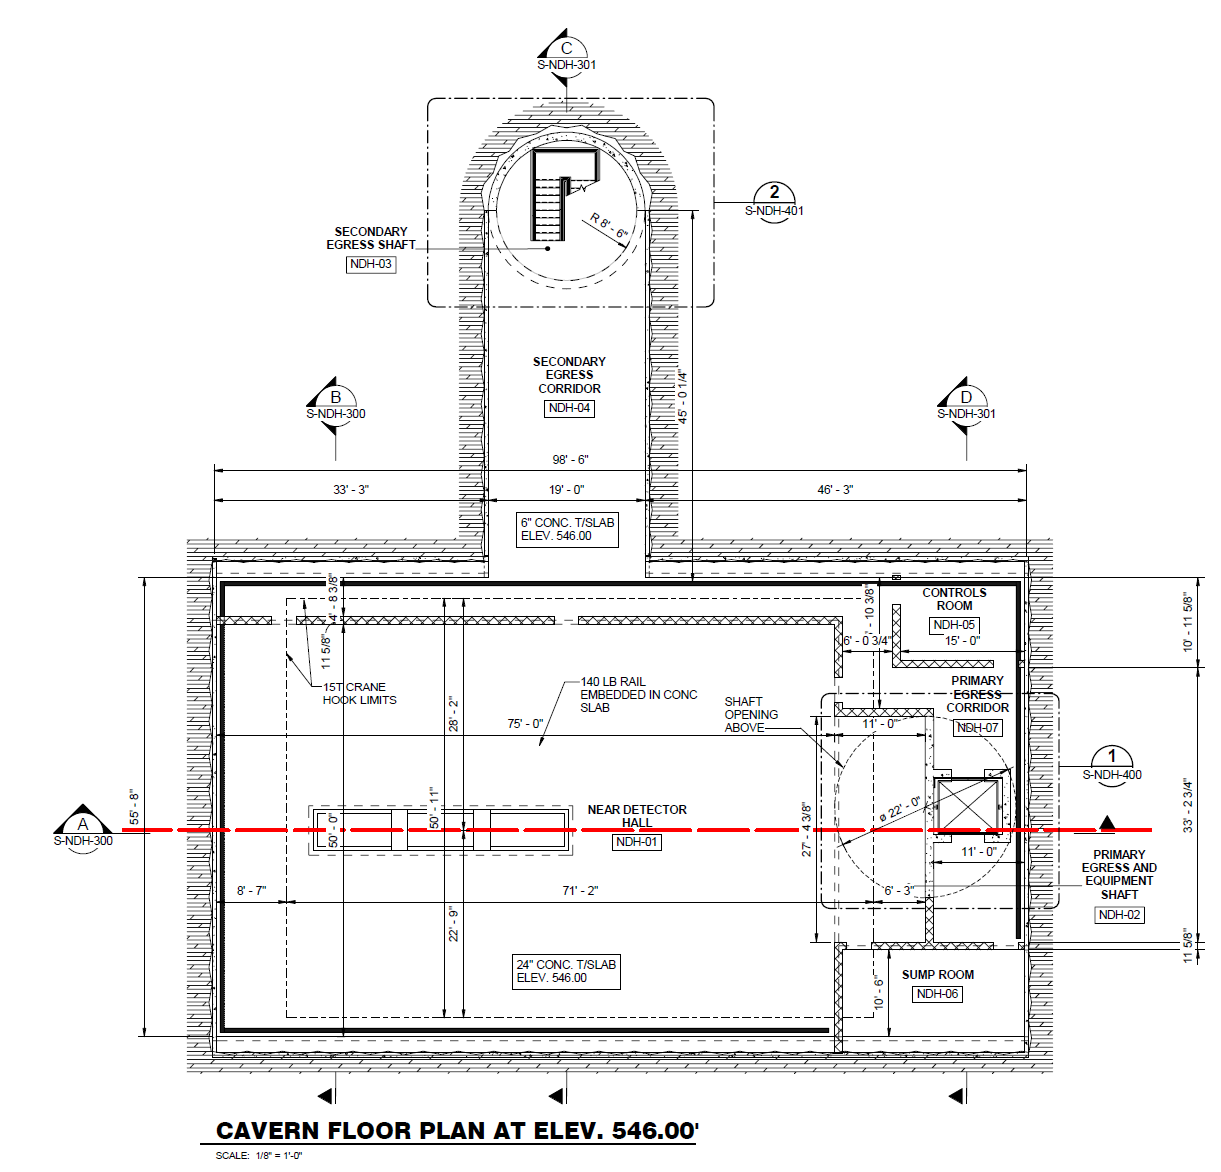 C
S-NDH-301
2
S-NDH-401
R 8' - 6"
SECONDARY
EGRESS SHAFT
NDH-03
SECONDARY
EGRESS
CORRIDOR
NDH-04
45' - 0 1/4"
B
S-NDH-300
D
S-NDH-301
98' - 6"
33' - 3"
19' - 0"
46' - 3"
6" CONC. T/SLAB
ELEV. 546.00
4' - 8 3/8"
11 5/8"
- 10 3/8"
CONTROLS
ROOM
NDH-05
6' - 0 3/4"
15' - 0"
10' - 11 5/8"
15T CRANE
HOOK LIMITS
140 LB RAIL
EMBEDDED IN CONC
SLAB
28' - 2"
75' - 0"
SHAFT
OPENING
ABOVE
PRIMARY
EGRESS
CORRIDOR
NDH-07
11' - 0"
1
S-NDH-400
55' - 8"
50' - 11"
50' - 0"
NEAR DETECTOR
HALL
NDH-01
27' - 4 3/8"
ø 22' - 0"
33' - 2 3/4"
A
S-NDH-300
11' - 0"
PRIMARY
EGRESS AND
EQUIPMENT
SHAFT
NDH-02
8' - 7"
71' - 2"
6' - 3"
22' - 9"
11 5/8"
24" CONC. T/SLAB
ELEV. 546.00
10' - 6"
SUMP ROOM
NDH-06
CAVERN FLOOR PLAN AT ELEV. 546.00'
SCALE: 1/8" = 1'-0"